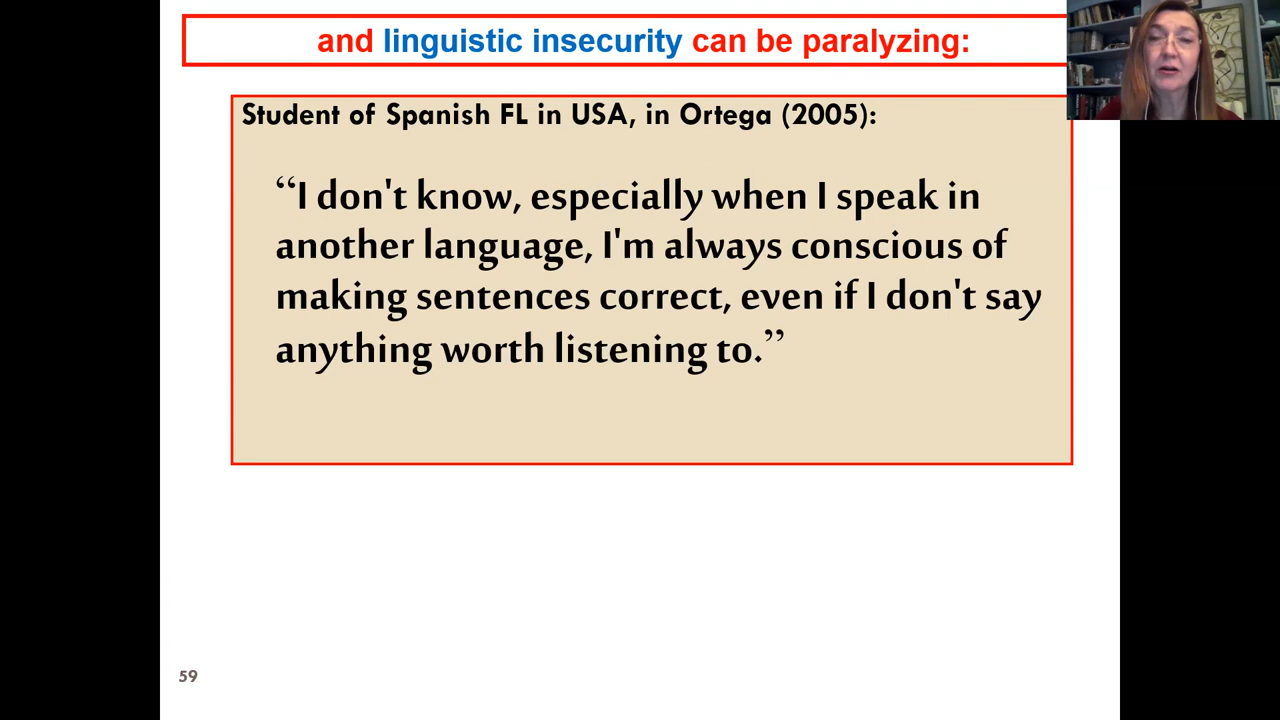 and linguistic insecurity can be paralyzing:
Student of Spanish FL in USA, in Ortega (2005):
“I don't know, especially when I speak in
another language, I'm always conscious of
making sentences correct, even if I don't say
anything worth listening to.”
59